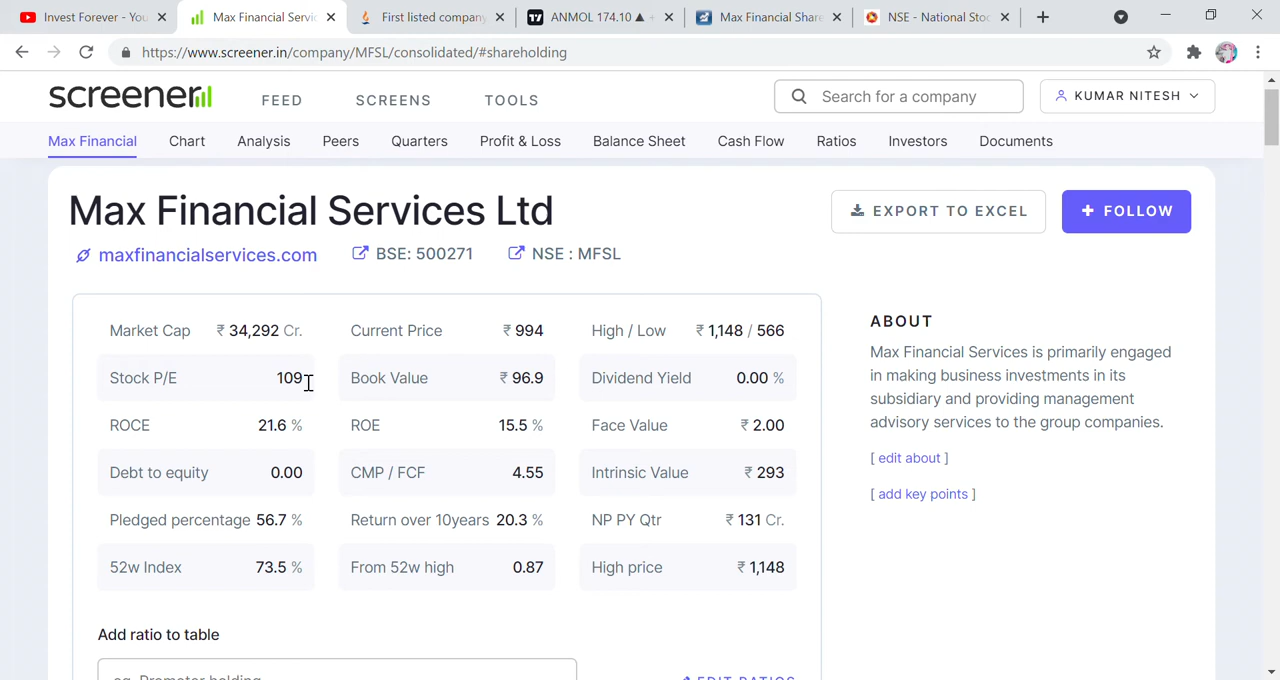 Invest Forever - You
Max Financial Servic
First listed company
ANMOL 174.10 ▲ +
Max Financial Share
NSE - National Stoc
https://www.screener.in/company/MFSL/consolidated/#shareholding
screener
FEED
SCREENS
TOOLS
Search for a company
KUMAR NITESH
Max Financial
Chart
Analysis
Peers
Quarters
Profit & Loss
Balance Sheet
Cash Flow
Ratios
Investors
Documents
Max Financial Services Ltd
EXPORT TO EXCEL
+ FOLLOW
maxfinancialservices.com
BSE: 500271
NSE : MFSL
Market Cap ₹ 34,292 Cr.
Current Price ₹ 994
High / Low ₹ 1,148 / 566
Stock P/E 109
Book Value ₹ 96.9
Dividend Yield 0.00 %
ROCE 21.6 %
ROE 15.5 %
Face Value ₹ 2.00
Debt to equity 0.00
CMP / FCF 4.55
Intrinsic Value ₹ 293
Pledged percentage 56.7 %
Return over 10years 20.3 %
NP PY Qtr ₹ 131 Cr.
52w Index 73.5 %
From 52w high 0.87
High price ₹ 1,148
ABOUT
Max Financial Services is primarily engaged
in making business investments in its
subsidiary and providing management
advisory services to the group companies.
[ edit about ]
[ add key points ]
Add ratio to table
eg. Promoter holding
EDIT RATIOS